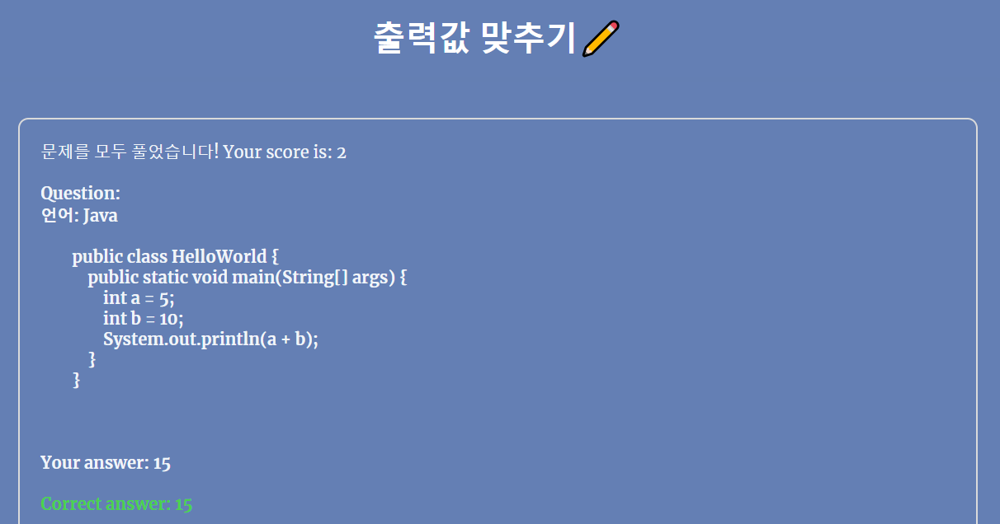 출력값 맞추기✏️
문제를 모두 풀었습니다! Your score is: 2
Question:
언어: Java
public class HelloWorld {
public static void main(String[] args) {
int a = 5;
int b = 10;
System.out.println(a + b);
}
}
Your answer: 15
Correct answer: 15